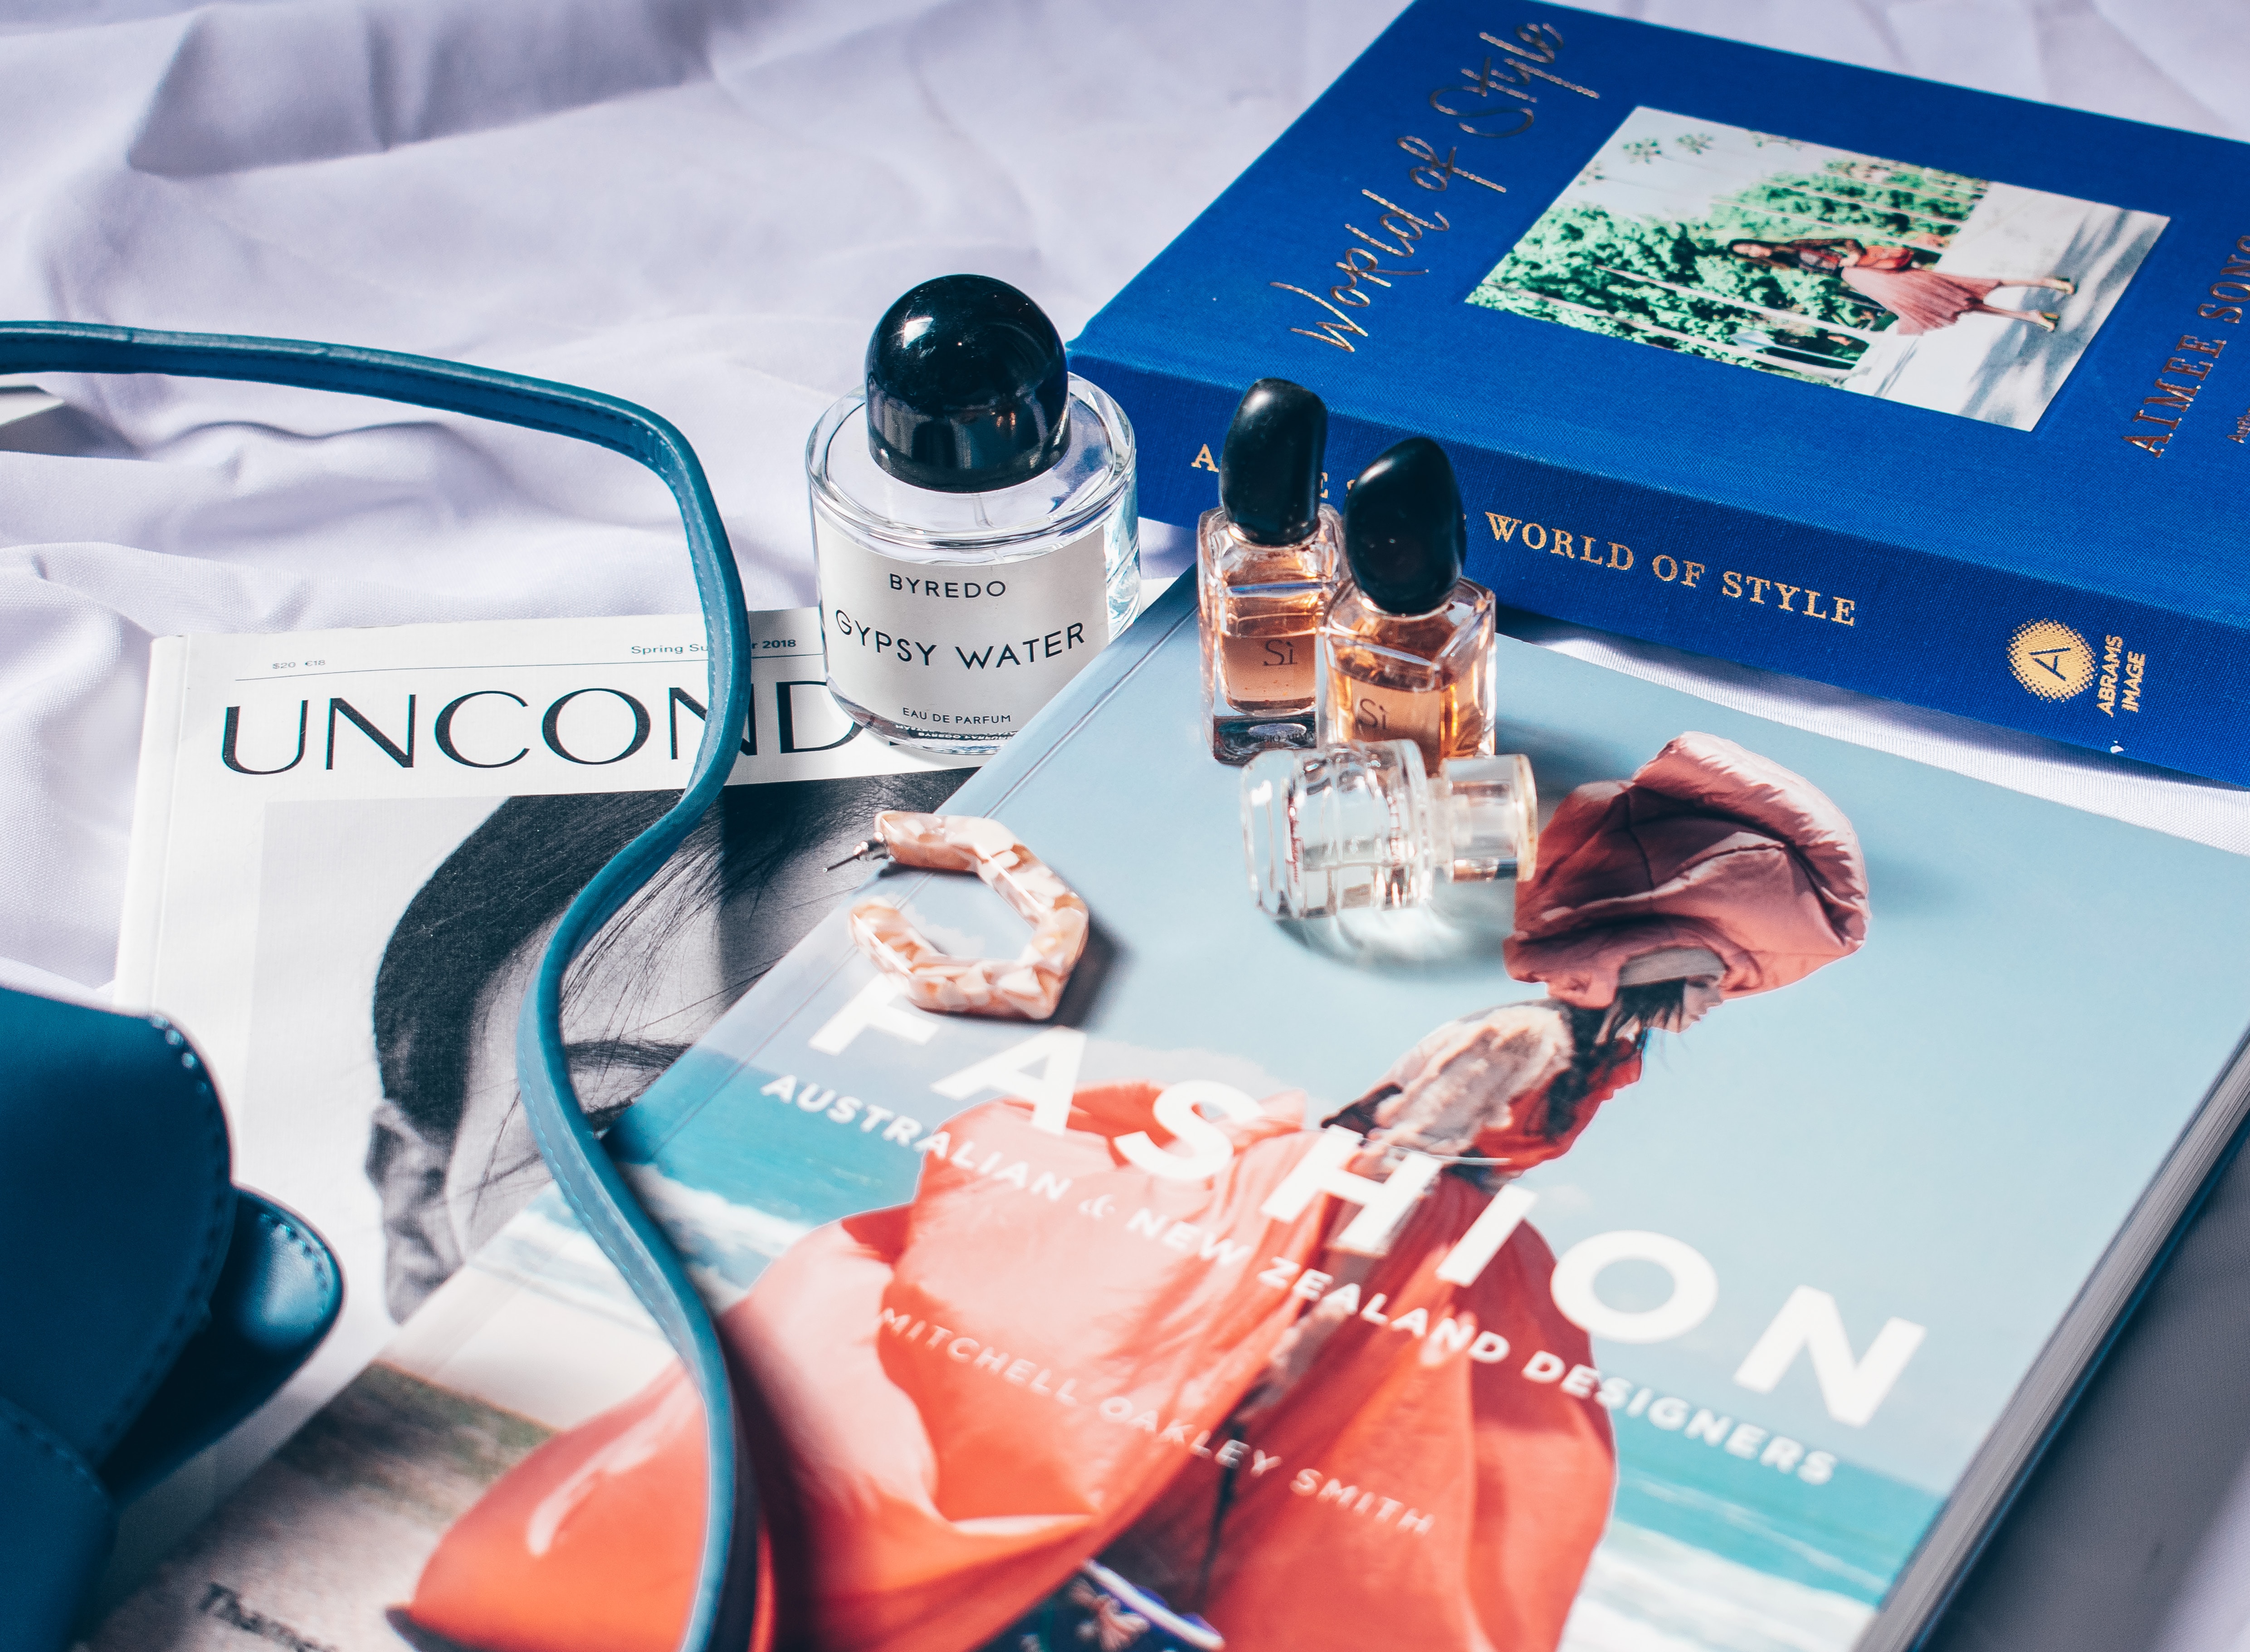 World of Style
AIMEE SONG
WORLD OF STYLE
ABRAMS
IMAGE
BYREDO
GYPSY WATER
EAU DE PARFUM
Sì
Sì
$20 €18
Spring 2018
UNCOND
FASHION
AUSTRALIAN & NEW ZEALAND DESIGNERS
MITCHELL OAKLEY SMITH